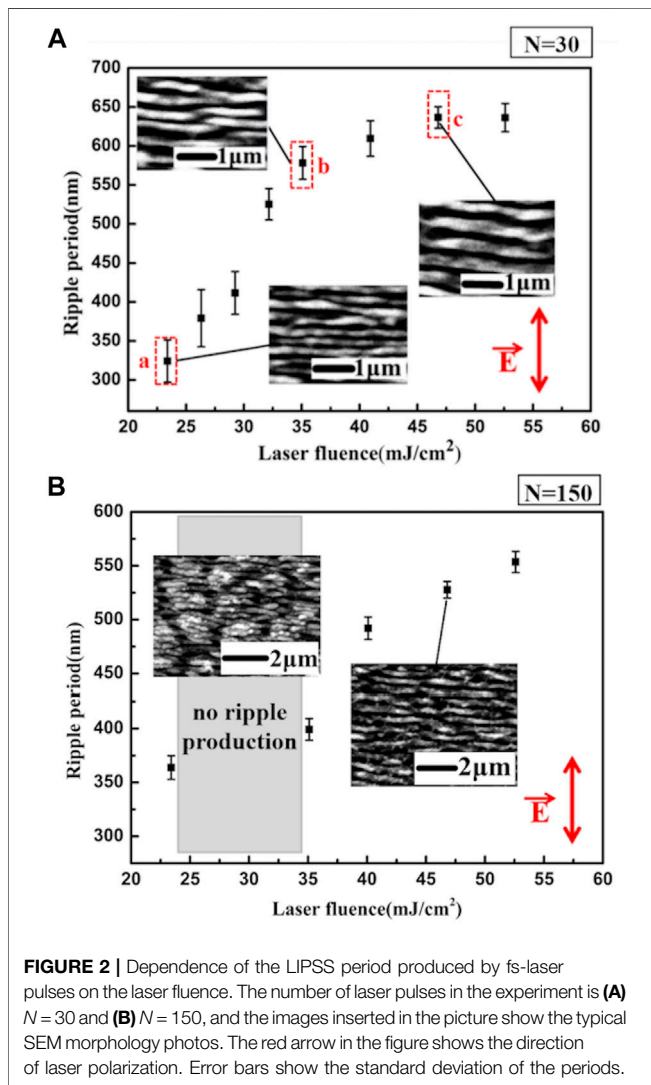 A
N=30
700
650
600
550
500
450
400
350
300
Ripple period(nm)
1μm
b
c
1μm
a
1μm
E
20 25 30 35 40 45 50 55 60
Laser fluence(mJ/cm²)
B
N=150
600
550
500
450
400
350
300
Ripple period(nm)
2μm
no ripple
production
2μm
E
20 25 30 35 40 45 50 55 60
Laser fluence(mJ/cm²)
FIGURE 2 | Dependence of the LIPSS period produced by fs-laser
pulses on the laser fluence. The number of laser pulses in the experiment is (A)
N = 30 and (B) N = 150, and the images inserted in the picture show the typical
SEM morphology photos. The red arrow in the figure shows the direction
of laser polarization. Error bars show the standard deviation of the periods.